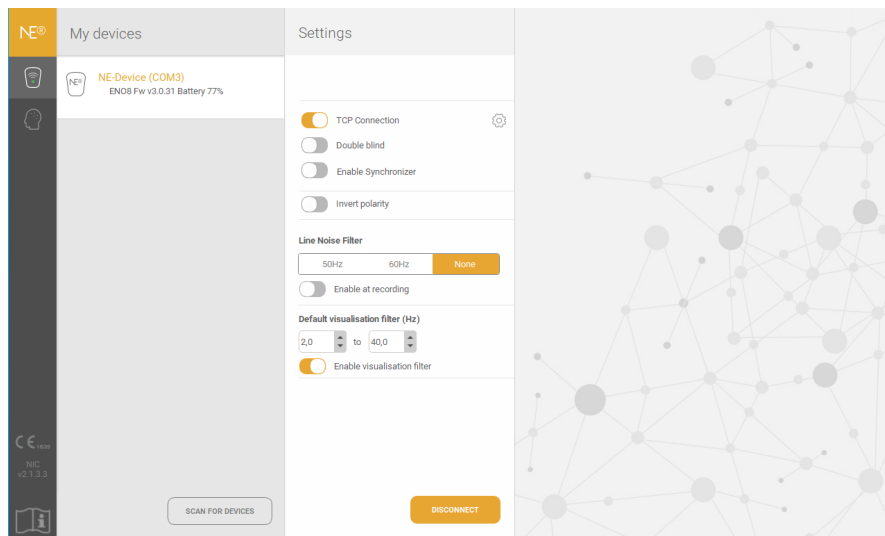 NE®
My devices
Settings
NE®
NE-Device (COM3)
ENO8 Fw v3.0.31 Battery 77%
TCP Connection
Double blind
Enable Synchronizer
Invert polarity
Line Noise Filter
50Hz 60Hz None
Enable at recording
Default visualisation filter (Hz)
2,0 to 40,0
Enable visualisation filter
CE
NIC
v2.1.3.3
SCAN FOR DEVICES
DISCONNECT